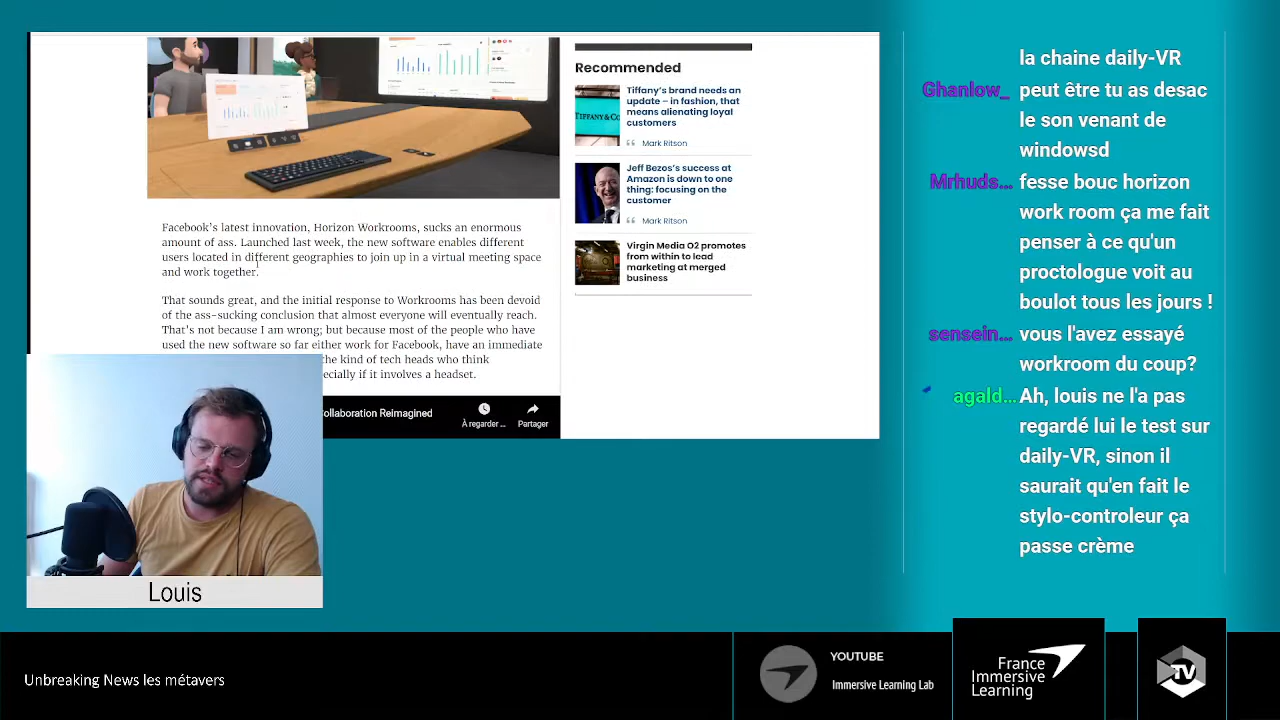 Facebook's latest innovation, Horizon Workrooms, sucks an enormous
amount of ass. Launched last week, the new software enables different
users located in different geographies to join up in a virtual meeting space
and work together.
That sounds great, and the initial response to Workrooms has been devoid
of the ass-sucking conclusion that almost everyone will eventually reach.
That's not because I am wrong; but because most of the people who have
used the new software so far either work for Facebook, have an immediate
the kind of tech heads who think
ecially if it involves a headset.
Collaboration Reimagined
À regarder ...
Partager
Recommended
Tiffany's brand needs an
update – in fashion, that
means alienating loyal
customers
Mark Ritson
TIFFANY & CO
Jeff Bezos's success at
Amazon is down to one
thing: focusing on the
customer
Mark Ritson
Virgin Media O2 promotes
from within to lead
marketing at merged
business
la chaine daily-VR
Ghanlow_ peut être tu as desac
le son venant de
windowsd
Mrhuds... fesse bouc horizon
work room ça me fait
penser à ce qu'un
proctologue voit au
boulot tous les jours !
sensein... vous l'avez essayé
workroom du coup?
agald... Ah, louis ne l'a pas
regardé lui le test sur
daily-VR, sinon il
saurait qu'en fait le
stylo-controleur ça
passe crème
Louis
Unbreaking News les métavers
YOUTUBE
Immersive Learning Lab
France
Immersive
Learning
TV